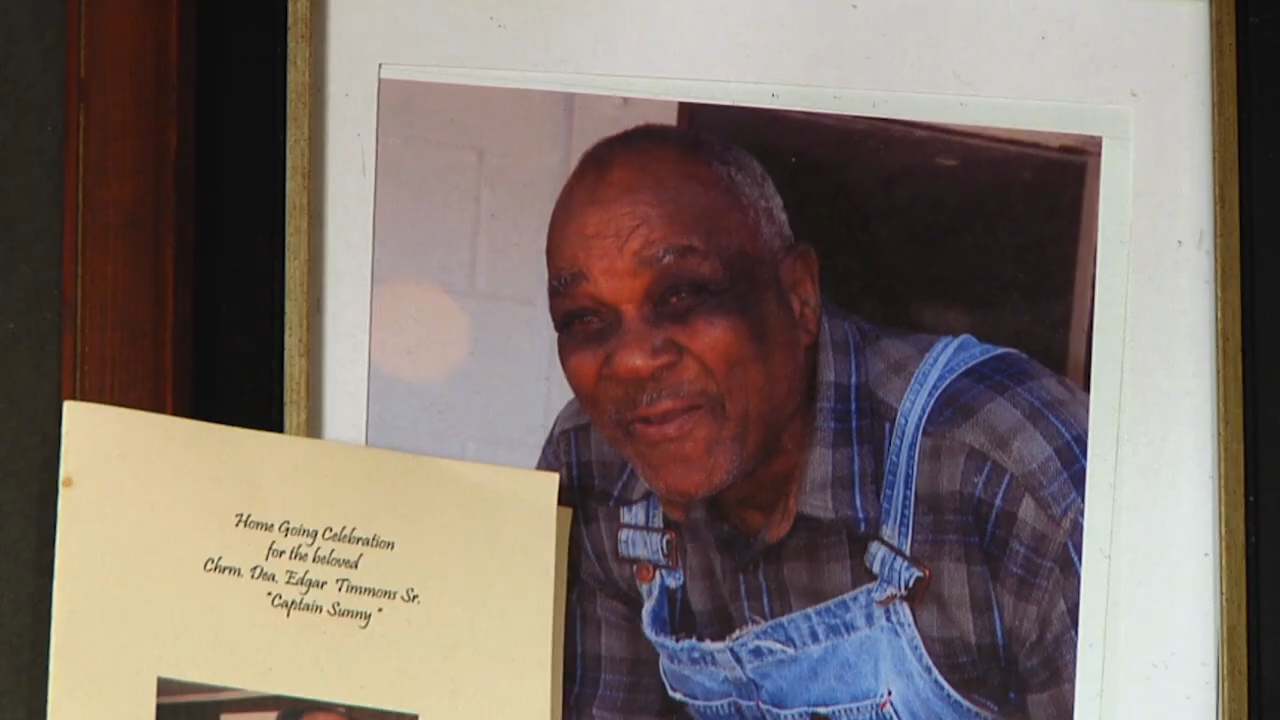 Home Going Celebration
for the beloved
Chrm. Dea. Edgar Timmons Sr.
"Captain Sunny"